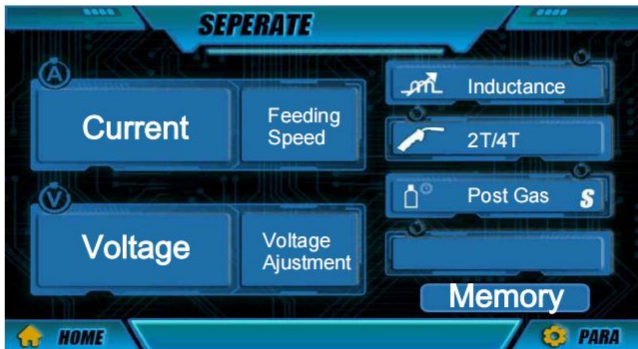 SEPERATE
A
Current
Feeding
Speed
V
Voltage
Voltage
Ajustment
Inductance
2T/4T
Post Gas S
Memory
HOME
PARA